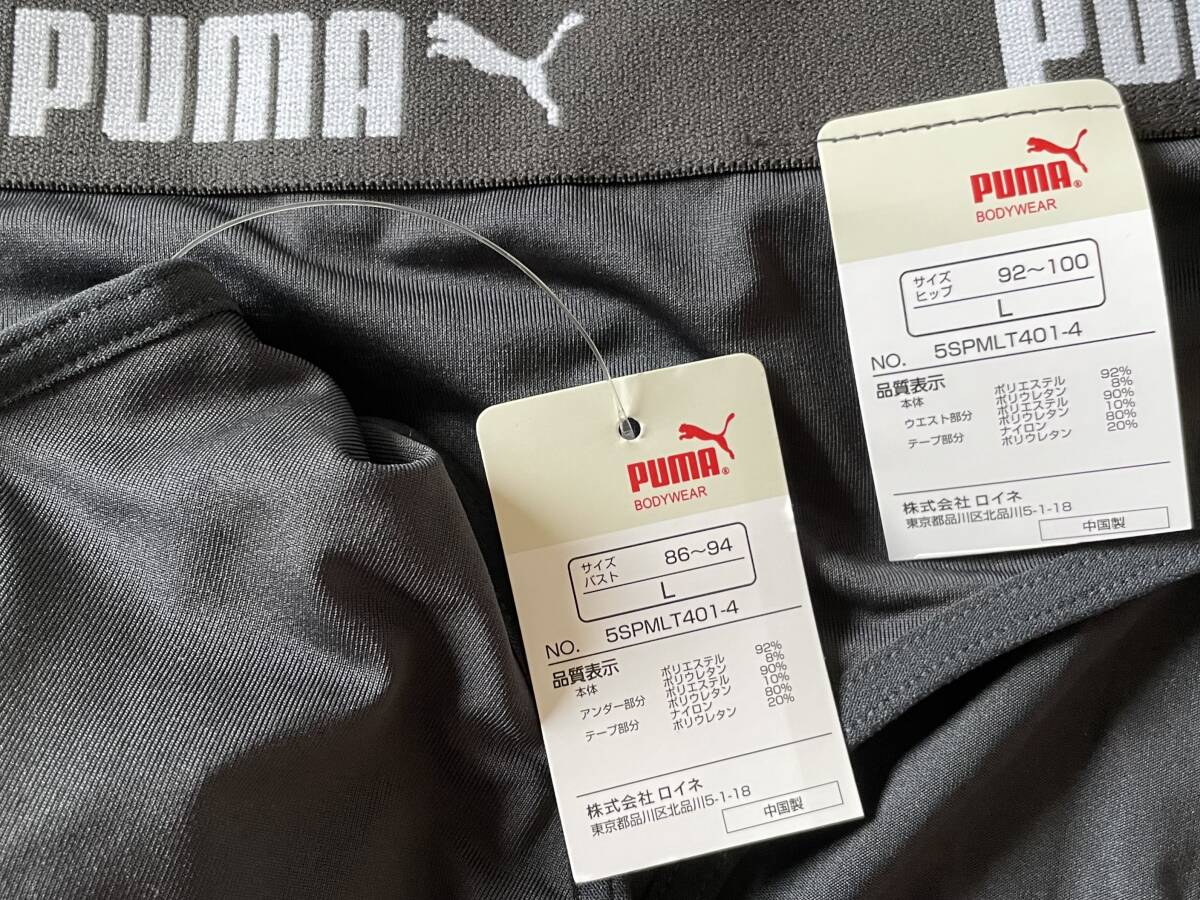 PUMA
PU
PUMA®
BODYWEAR
サイズ
ヒップ 92～100
L
NO. 5SPMLT401-4
品質表示
本体 ポリエステル 92%
ポリウレタン 8%
ウエスト部分 ポリエステル 90%
ポリウレタン 10%
テープ部分 ナイロン 80%
ポリウレタン 20%
株式会社 ロイネ
東京都品川区北品川5-1-18
中国製
PUMA®
BODYWEAR
サイズ
バスト 86～94
L
NO. 5SPMLT401-4
品質表示
本体 ポリエステル 92%
ポリウレタン 8%
アンダー部分 ポリエステル 90%
ポリウレタン 10%
テープ部分 ナイロン 80%
ポリウレタン 20%
株式会社 ロイネ
東京都品川区北品川5-1-18
中国製